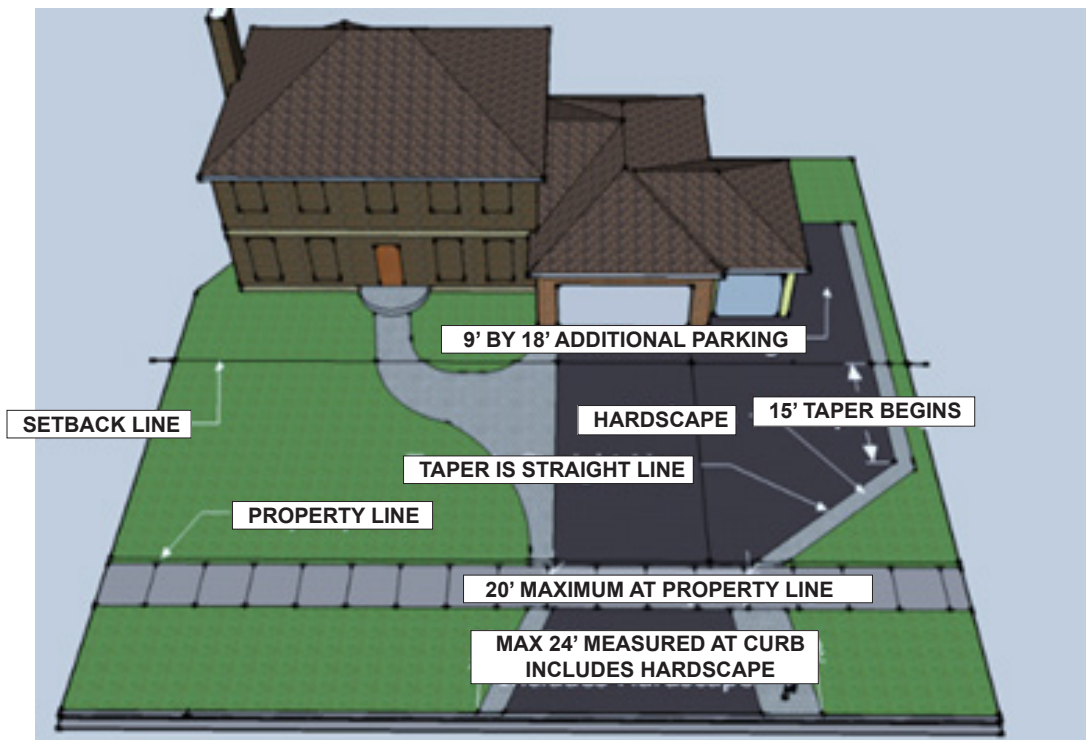 9’ BY 18’ ADDITIONAL PARKING
SETBACK LINE
HARDSCAPE
15’ TAPER BEGINS
TAPER IS STRAIGHT LINE
PROPERTY LINE
20’ MAXIMUM AT PROPERTY LINE
MAX 24’ MEASURED AT CURB
INCLUDES HARDSCAPE